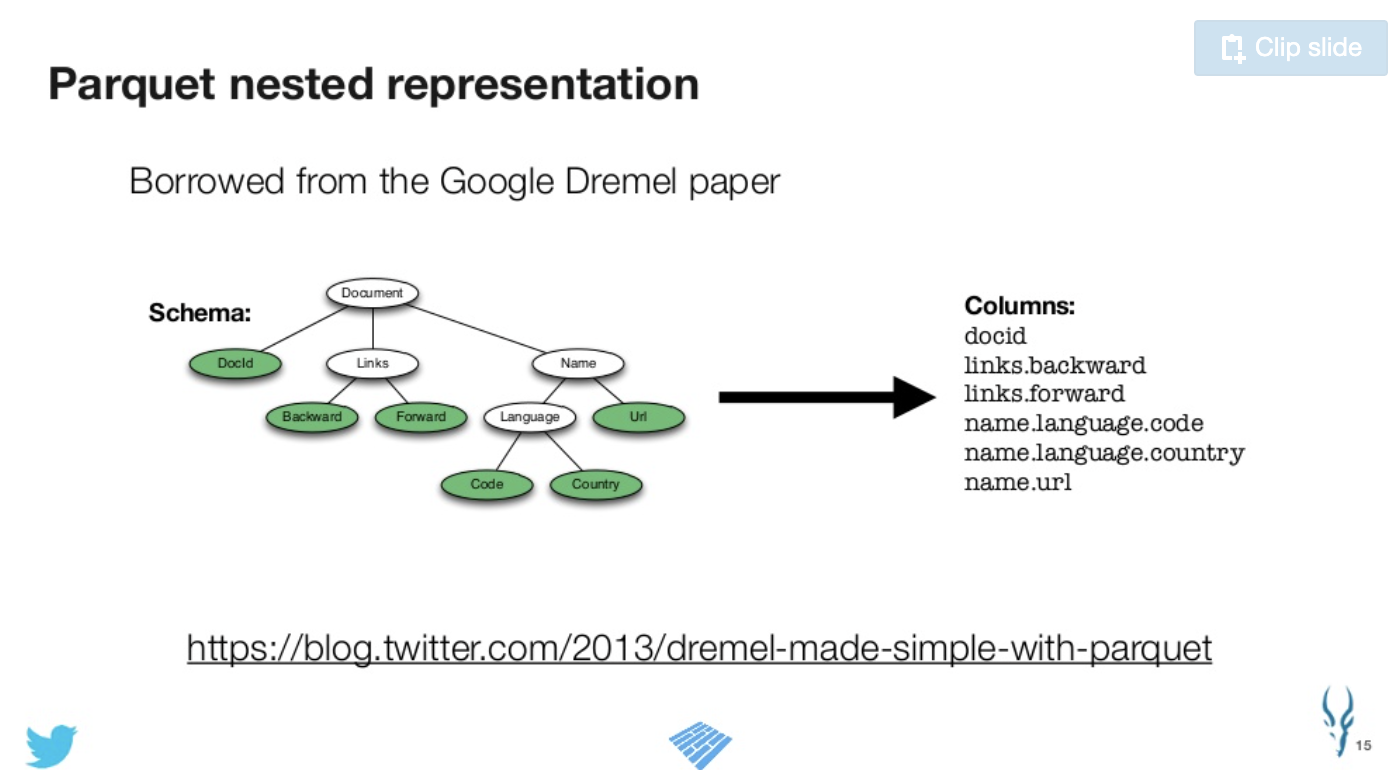 Clip slide
Parquet nested representation
Borrowed from the Google Dremel paper
Schema:
Document
DocId
Links
Name
Backward
Forward
Language
Url
Code
Country
Columns:
docid
links.backward
links.forward
name.language.code
name.language.country
name.url
https://blog.twitter.com/2013/dremel-made-simple-with-parquet
15